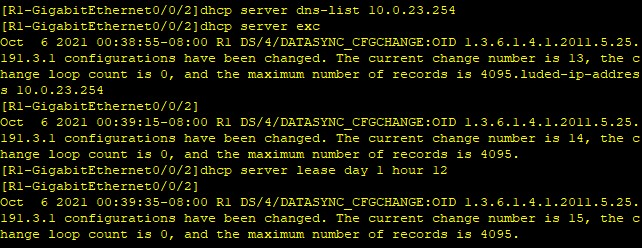 [R1-GigabitEthernet0/0/2]dhcp server dns-list 10.0.23.254
[R1-GigabitEthernet0/0/2]dhcp server exc
Oct  6 2021 00:38:55-08:00 R1 DS/4/DATASYNC_CFGCHANGE:OID 1.3.6.1.4.1.2011.5.25.
191.3.1 configurations have been changed. The current change number is 13, the c
hange loop count is 0, and the maximum number of records is 4095.luded-ip-addres
s 10.0.23.254
[R1-GigabitEthernet0/0/2]
Oct  6 2021 00:39:15-08:00 R1 DS/4/DATASYNC_CFGCHANGE:OID 1.3.6.1.4.1.2011.5.25.
191.3.1 configurations have been changed. The current change number is 14, the c
hange loop count is 0, and the maximum number of records is 4095.
[R1-GigabitEthernet0/0/2]dhcp server lease day 1 hour 12
[R1-GigabitEthernet0/0/2]
Oct  6 2021 00:39:35-08:00 R1 DS/4/DATASYNC_CFGCHANGE:OID 1.3.6.1.4.1.2011.5.25.
191.3.1 configurations have been changed. The current change number is 15, the c
hange loop count is 0, and the maximum number of records is 4095.